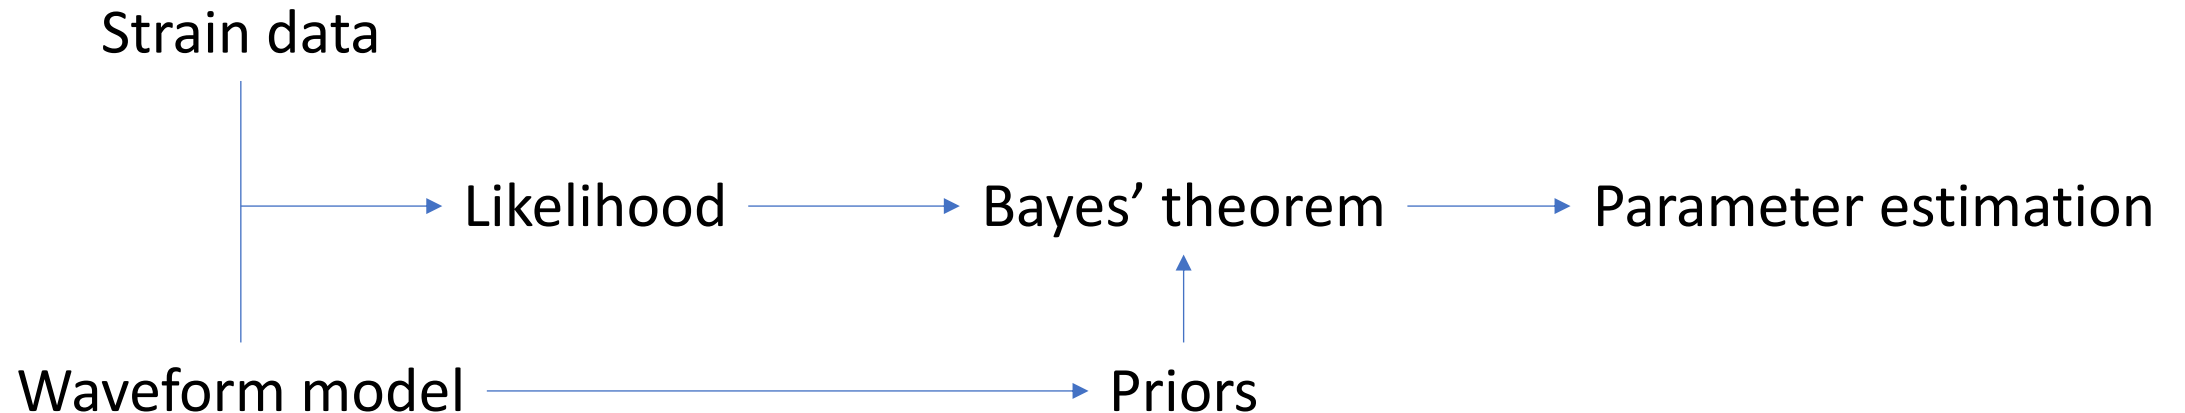 Strain data
Likelihood
Bayes’ theorem
Parameter estimation
Waveform model
Priors